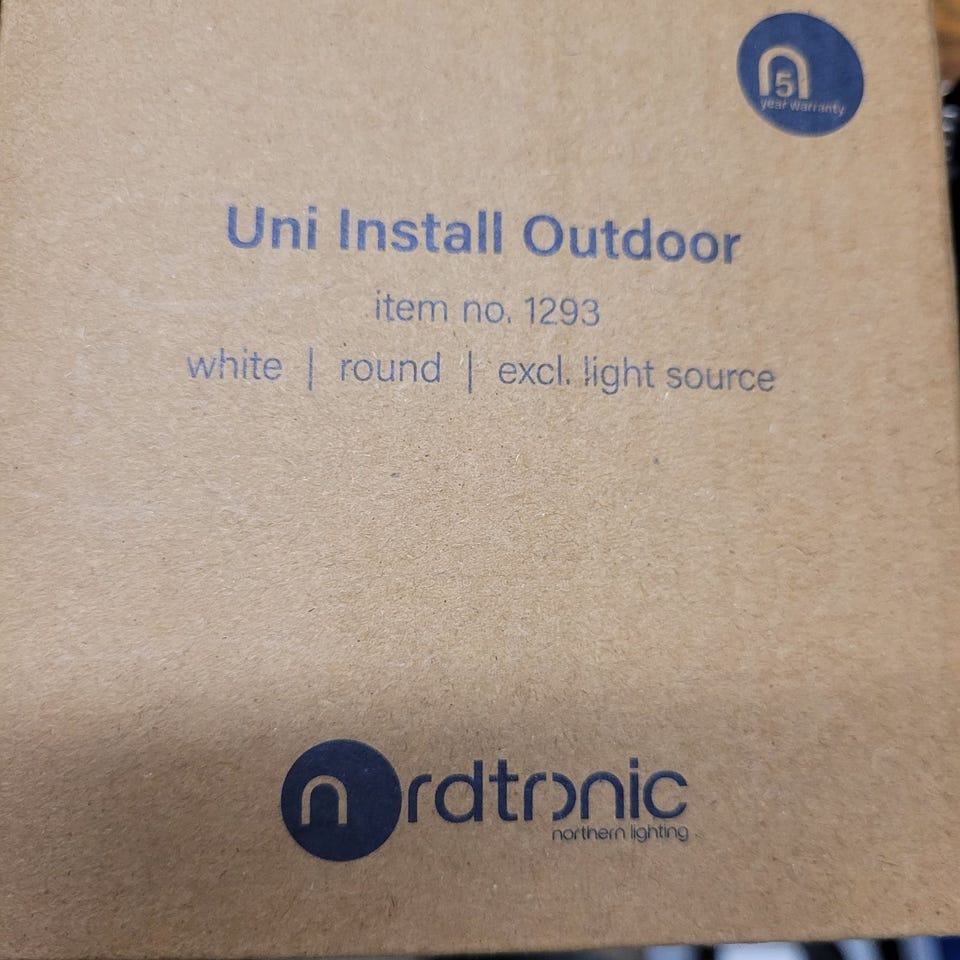 5
year warranty
Uni Install Outdoor
item no. 1293
white | round | excl. light source
nordtronic
northern lighting